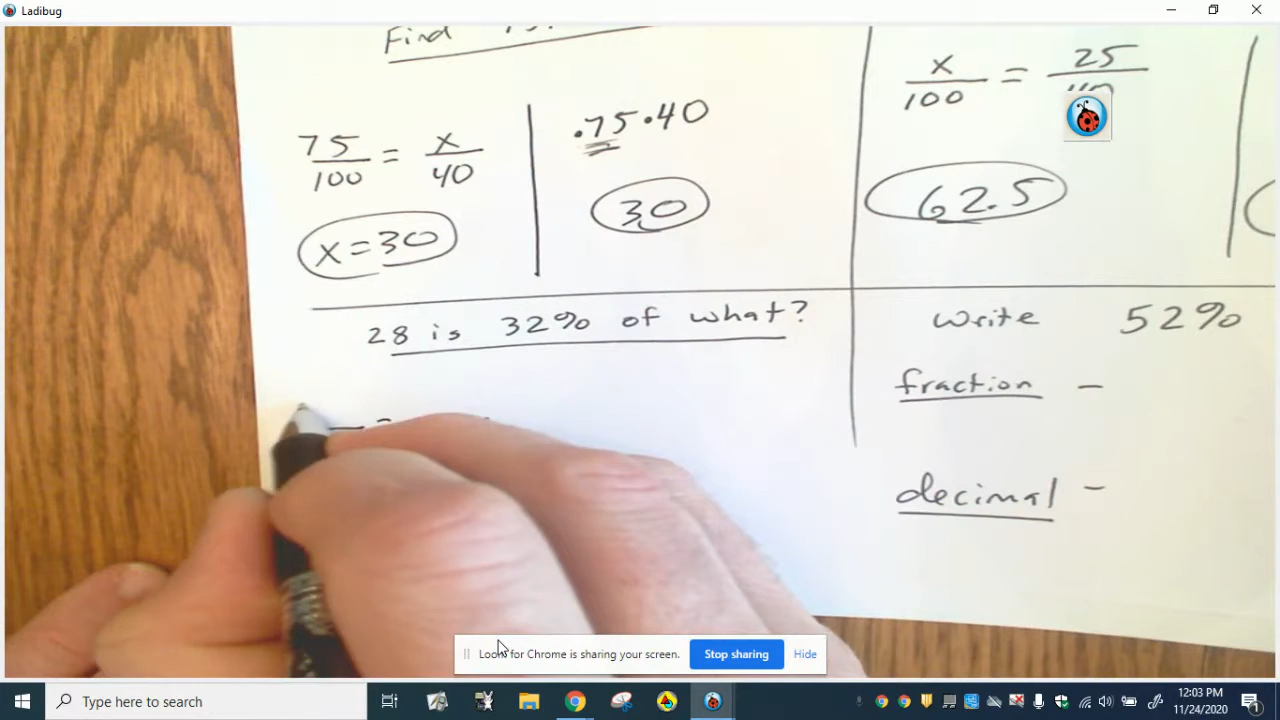 Ladibug
Find
75/100 = x/40
x=30
.75•40
30
x/100 = 25
62.5
28 is 32% of what?
=
Write 52%
fraction -
decimal -
for Chrome is sharing your screen.
Stop sharing
Hide
Type here to search
12:03 PM
11/24/2020